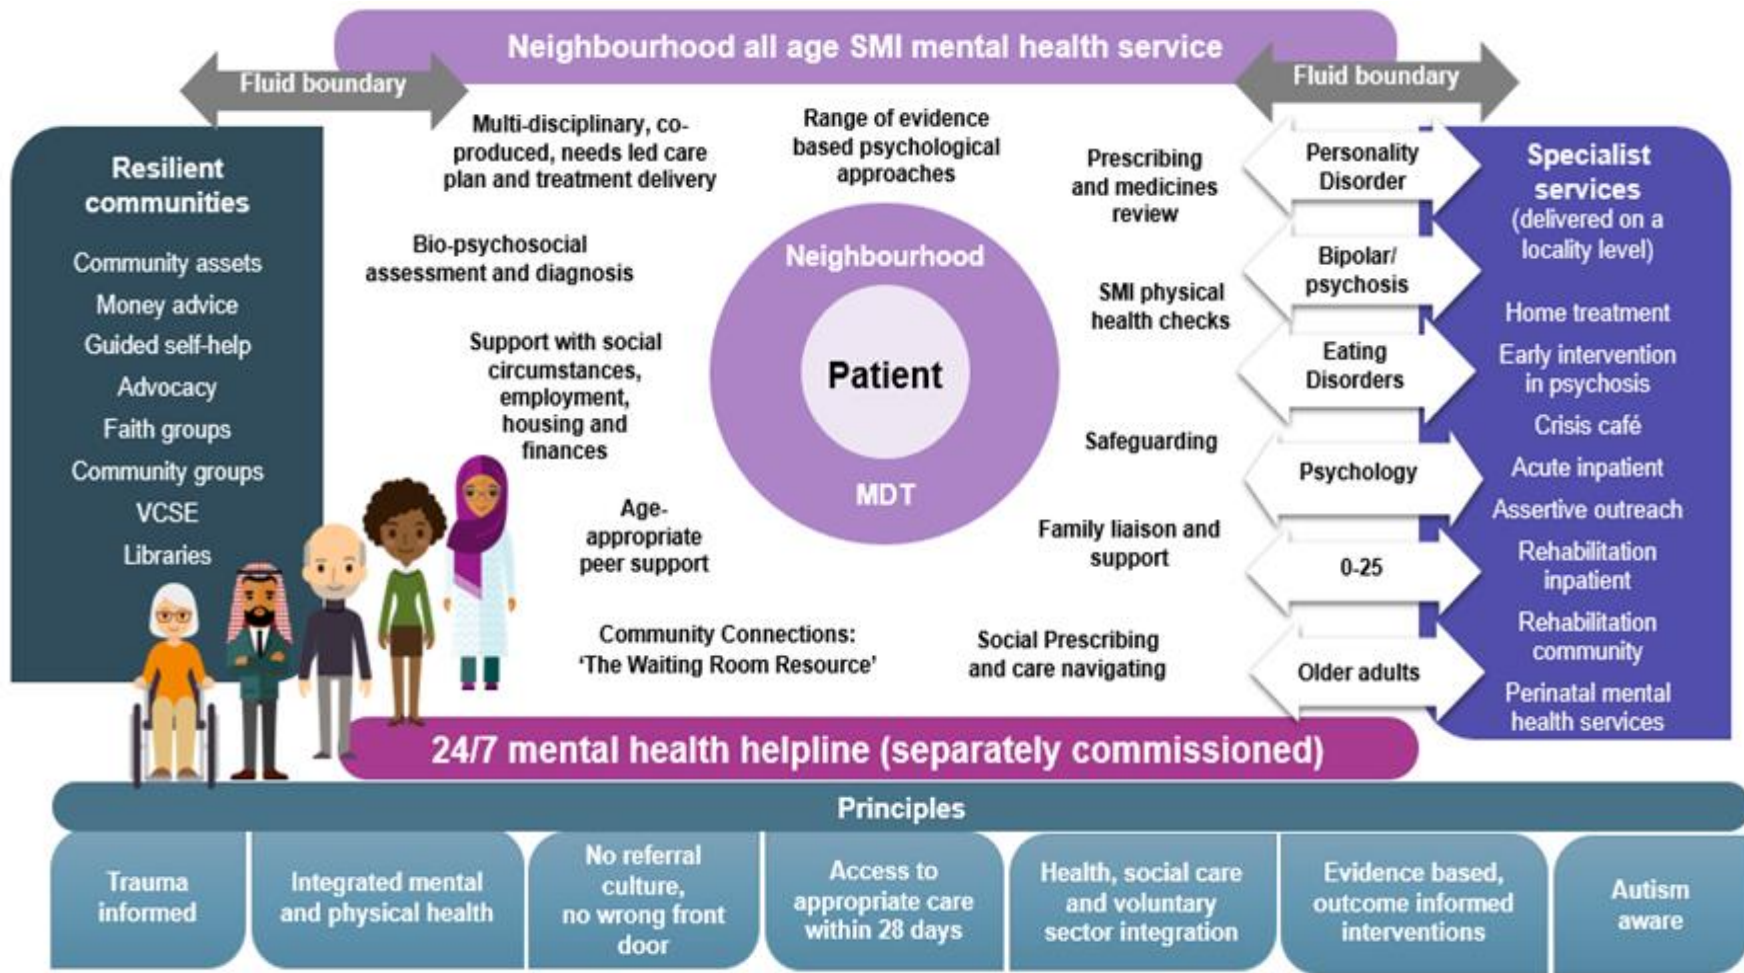 Neighbourhood all age SMI mental health service
Fluid boundary
Fluid boundary
Resilient
communities
Community assets
Money advice
Guided self-help
Advocacy
Faith groups
Community groups
VCSE
Libraries
Multi-disciplinary, co-
produced, needs led care
plan and treatment delivery
Range of evidence
based psychological
approaches
Prescribing
and medicines
review
Bio-psychosocial
assessment and diagnosis
SMI physical
health checks
Support with social
circumstances,
employment,
housing and
finances
Safeguarding
Age-
appropriate
peer support
Family liaison and
support
Community Connections:
‘The Waiting Room Resource’
Social Prescribing
and care navigating
Neighbourhood
Patient
MDT
Personality
Disorder
Bipolar/
psychosis
Eating
Disorders
Psychology
0-25
Older adults
Specialist
services
(delivered on a
locality level)
Home treatment
Early intervention
in psychosis
Crisis café
Acute inpatient
Assertive outreach
Rehabilitation
inpatient
Rehabilitation
community
Perinatal mental
health services
24/7 mental health helpline (separately commissioned)
Principles
Trauma
informed
Integrated mental
and physical health
No referral
culture,
no wrong front
door
Access to
appropriate care
within 28 days
Health, social care
and voluntary
sector integration
Evidence based,
outcome informed
interventions
Autism
aware